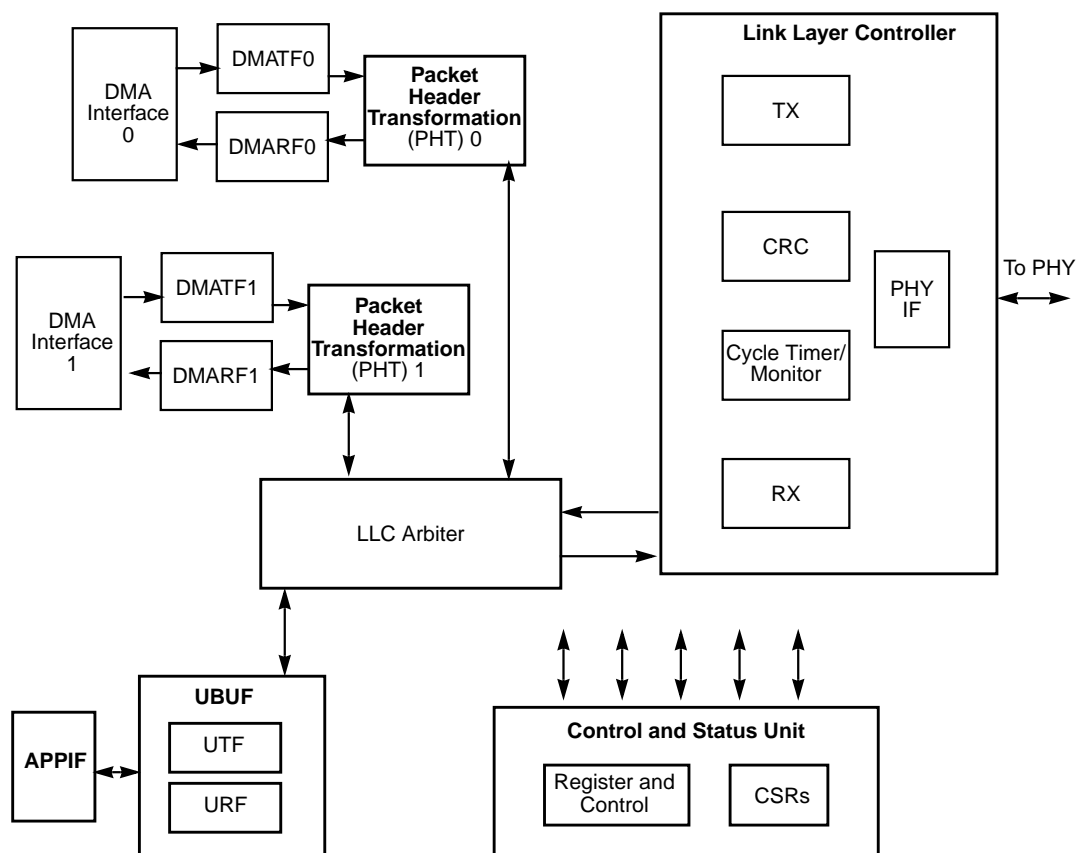 DMA
Interface
0
DMATF0
DMARF0
Packet
Header
Transformation
(PHT) 0
DMA
Interface
1
DMATF1
DMARF1
Packet
Header
Transformation
(PHT) 1
Link Layer Controller
TX
CRC
Cycle Timer/
Monitor
RX
PHY
IF
To PHY
LLC Arbiter
APPIF
UBUF
UTF
URF
Control and Status Unit
Register and
Control
CSRs